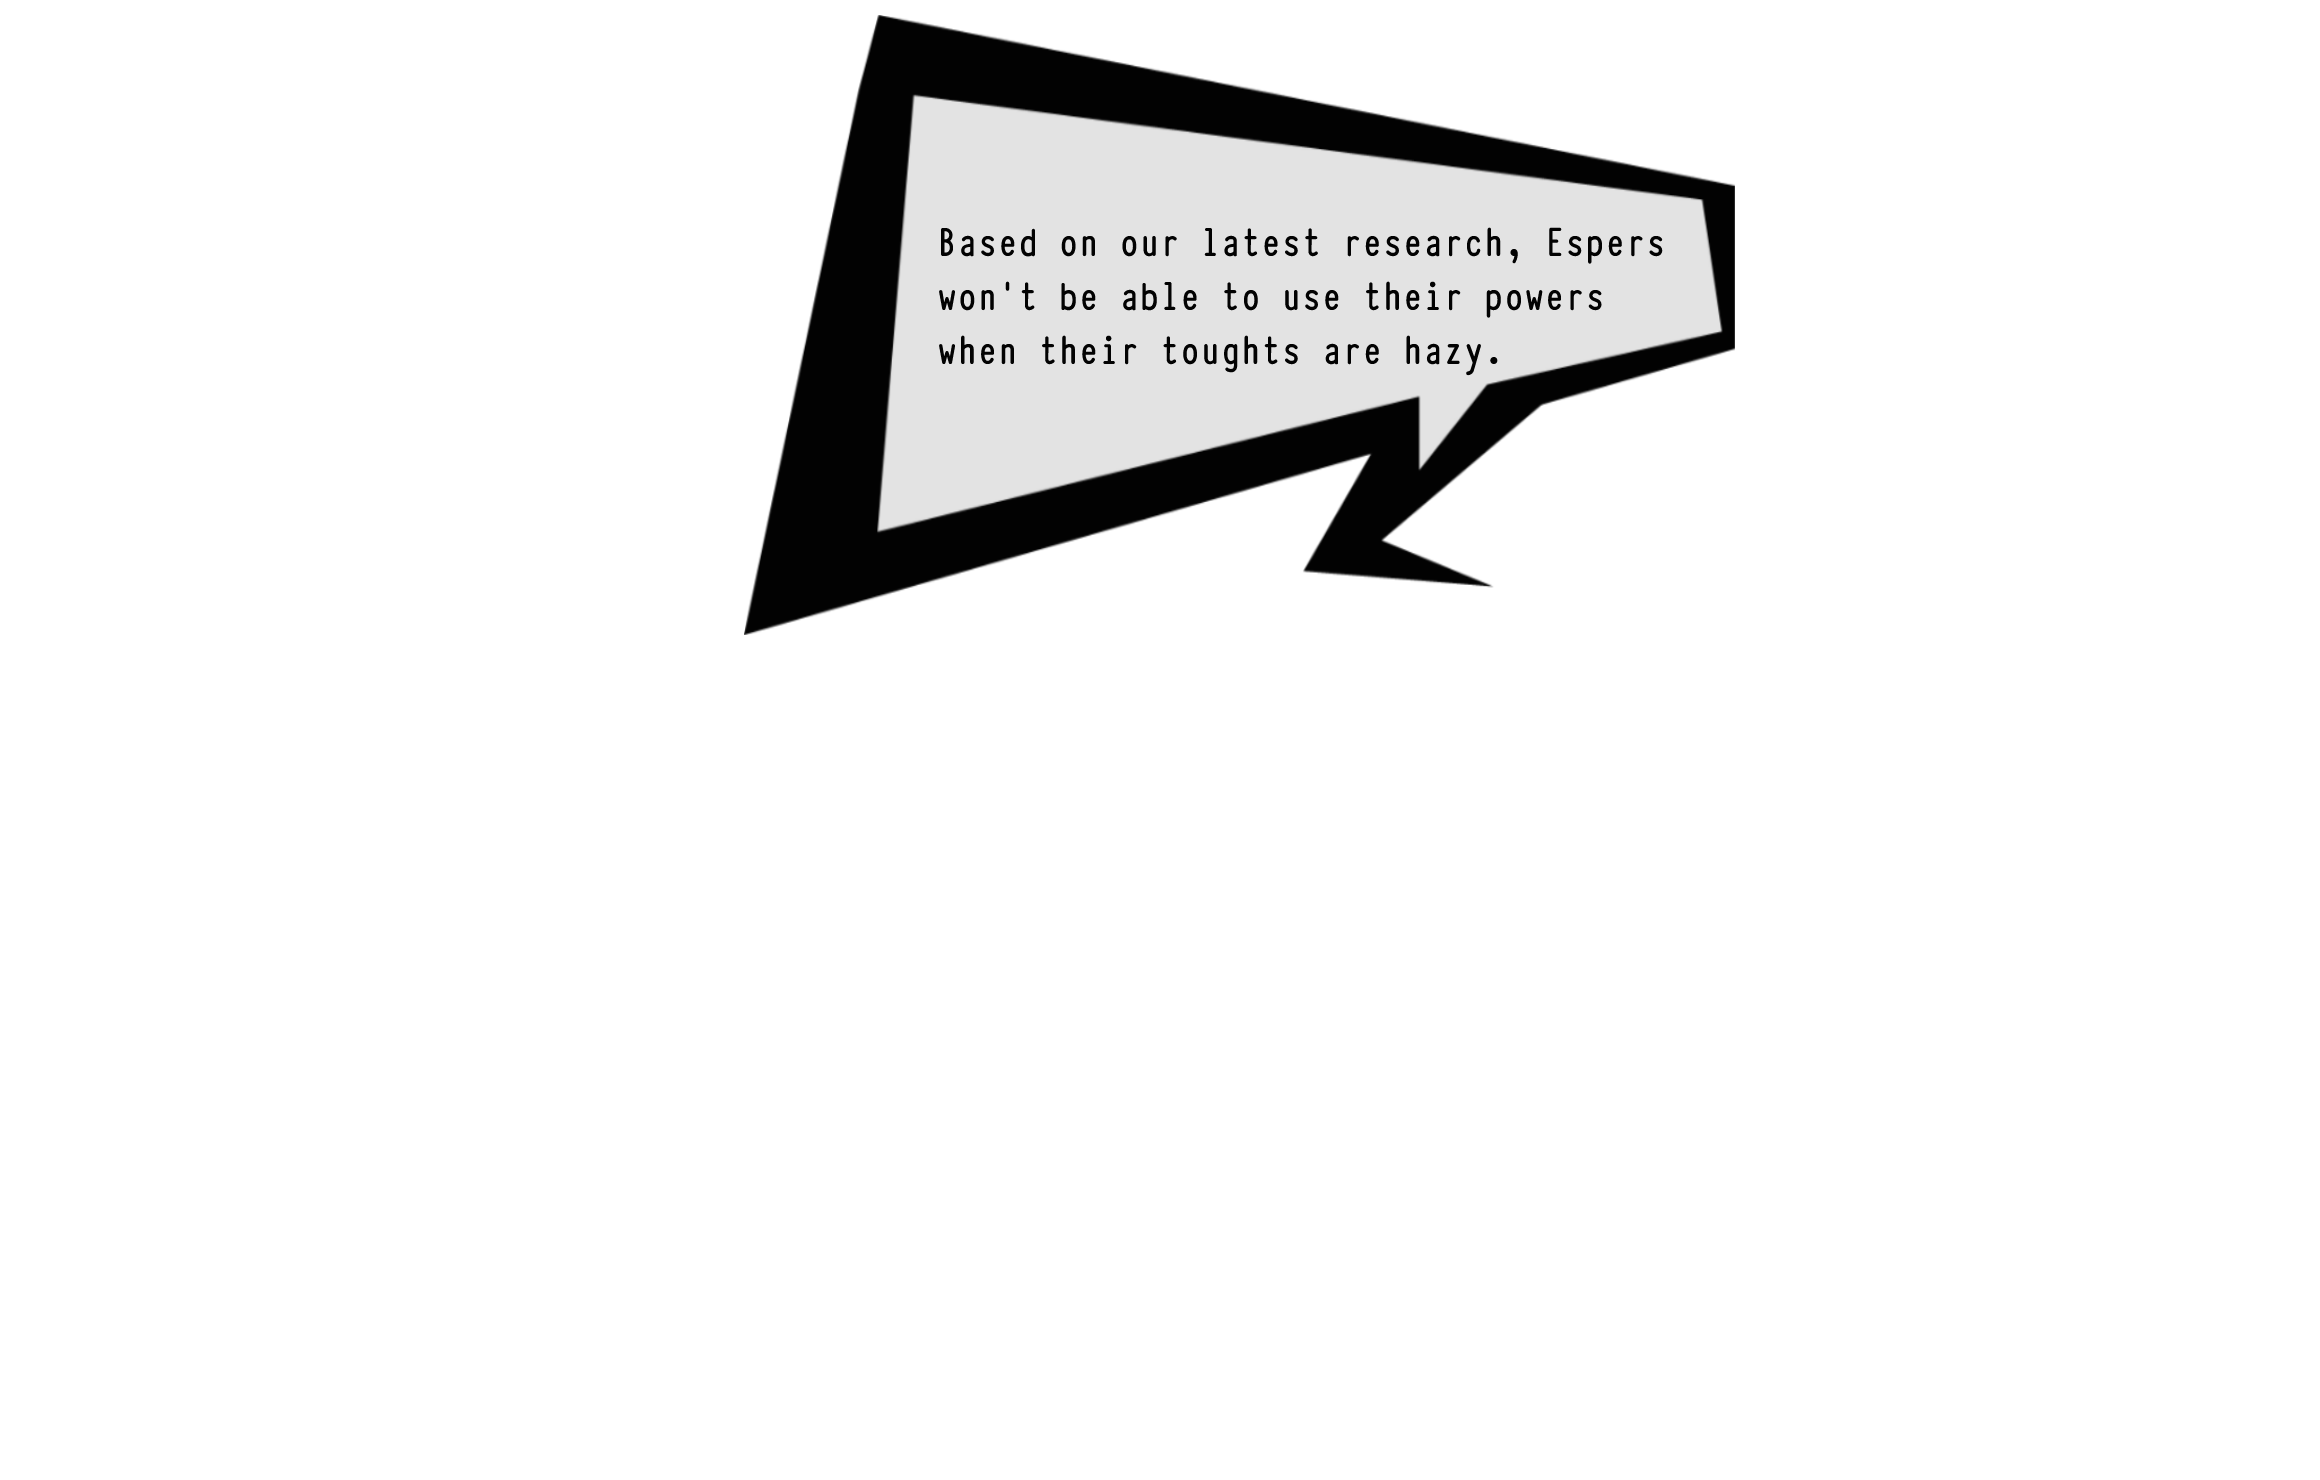 Based on our latest research, Espers
won't be able to use their powers
when their toughts are hazy.